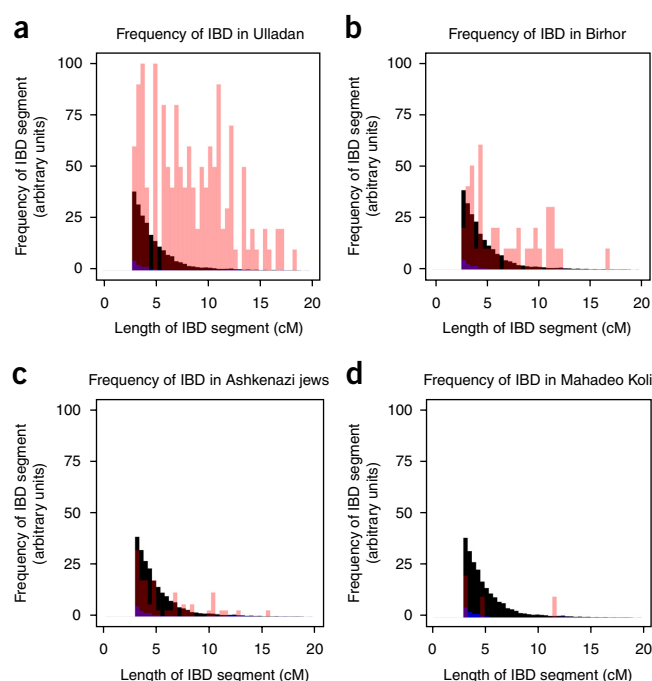 a
Frequency of IBD in Ulladan
100
75
50
25
0
Frequency of IBD segment
(arbitrary units)
0 5 10 15 20
Length of IBD segment (cM)
b
Frequency of IBD in Birhor
100
75
50
25
0
Frequency of IBD segment
(arbitrary units)
0 5 10 15 20
Length of IBD segment (cM)
c
Frequency of IBD in Ashkenazi jews
100
75
50
25
0
Frequency of IBD segment
(arbitrary units)
0 5 10 15 20
Length of IBD segment (cM)
d
Frequency of IBD in Mahadeo Koli
100
75
50
25
0
Frequency of IBD segment
(arbitrary units)
0 5 10 15 20
Length of IBD segment (cM)